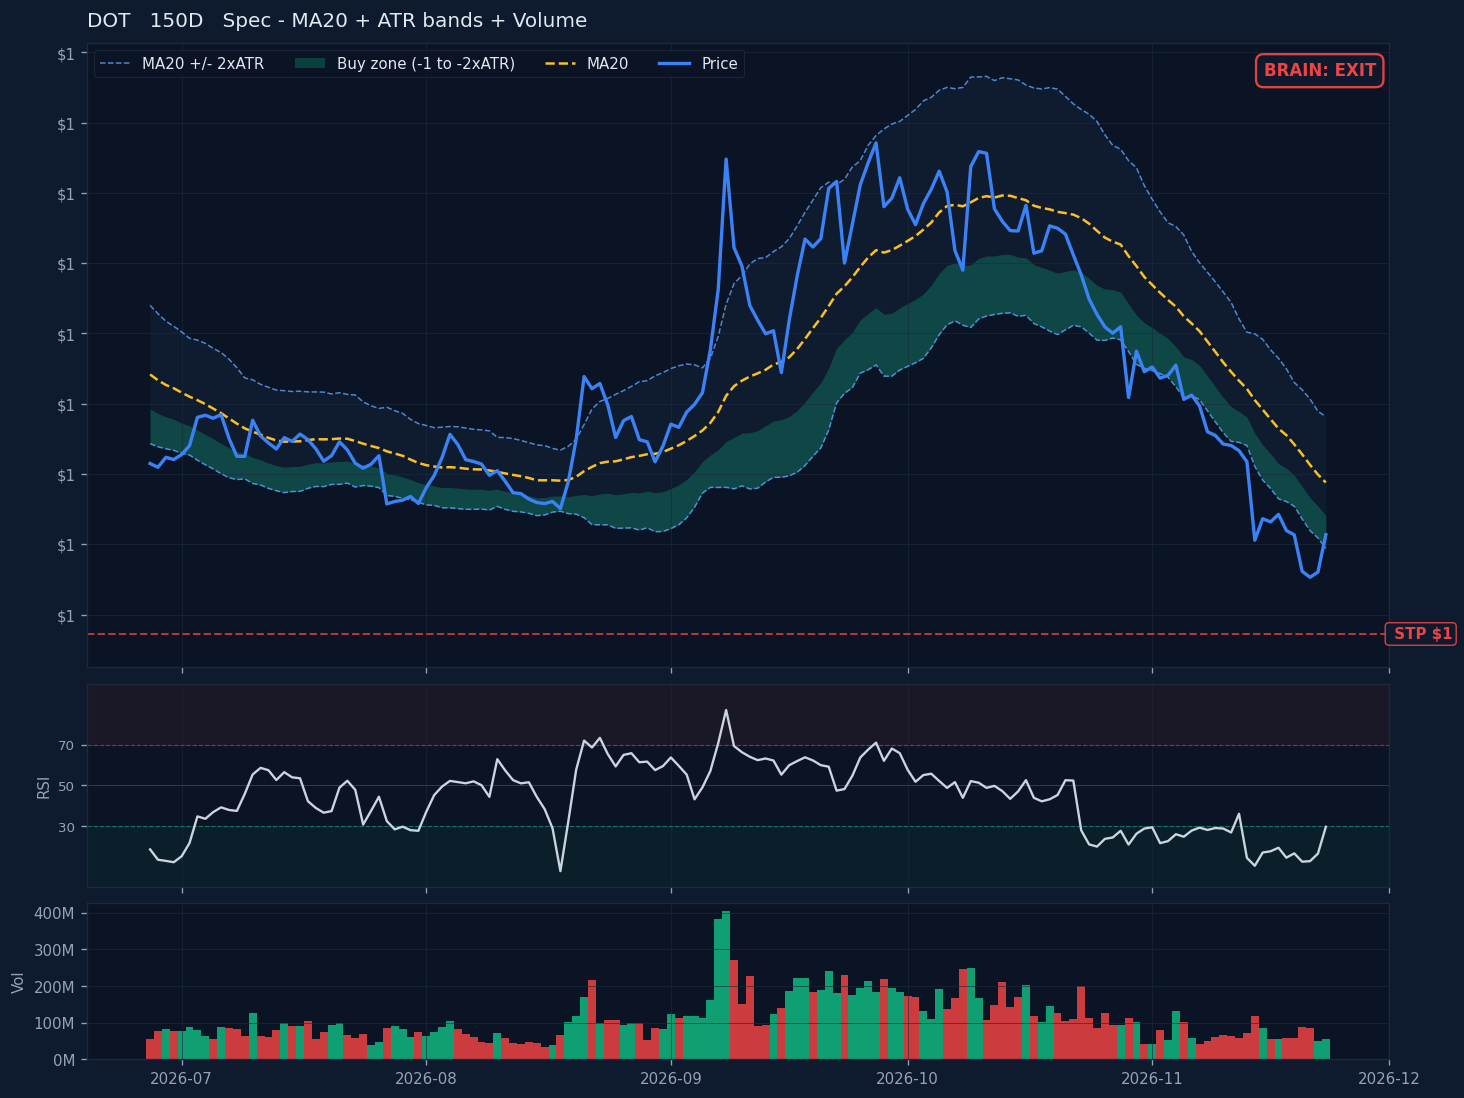 DOT 150D Spec - MA20 + ATR bands + Volume
MA20 +/- 2xATR
Buy zone (-1 to -2xATR)
MA20
Price
BRAIN: EXIT
$1
$1
$1
$1
$1
$1
$1
$1
$1
STP $1
RSI
70
50
30
Vol
400M
300M
200M
100M
0M
2026-07
2026-08
2026-09
2026-10
2026-11
2026-12